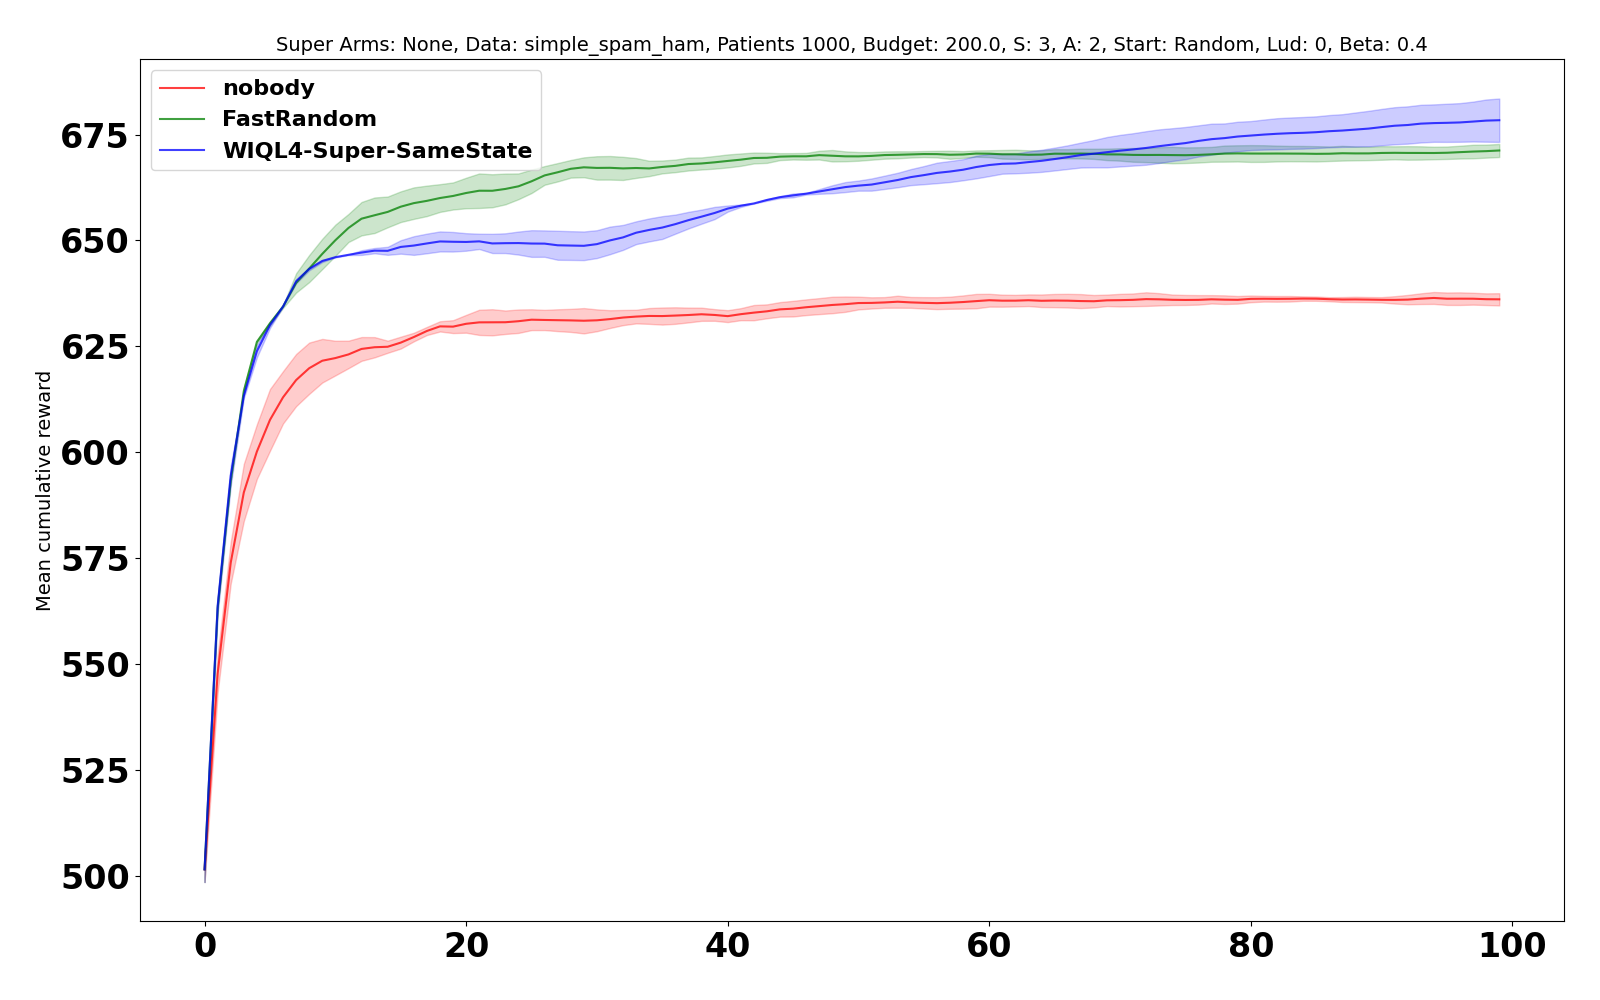 Super Arms: None, Data: simple_spam_ham, Patients 1000, Budget: 200.0, S: 3, A: 2, Start: Random, Lud: 0, Beta: 0.4
nobody
FastRandom
WIQL4-Super-SameState
Mean cumulative reward
675
650
625
600
575
550
525
500
0 20 40 60 80 100